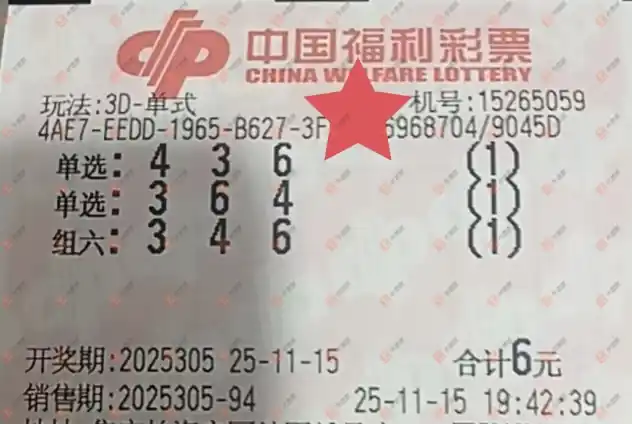 中国福利彩票
CHINA WELFARE LOTTERY
玩法:3D-单式 机号:15265059
4AE7-EEDD-1965-B627-3F 6968704/9045D
单选: 4 3 6 (1)
单选: 3 6 4 (1)
组六: 3 4 6 (1)
开奖期:2025305 25-11-15 合计6元
销售期:2025305-94 25-11-15 19:42:39